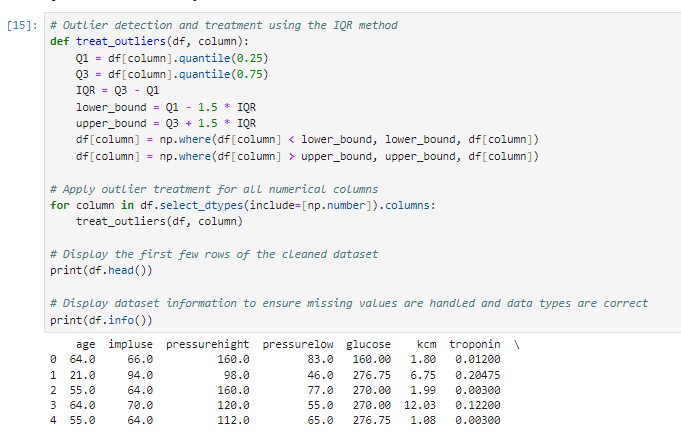 [15]: # Outlier detection and treatment using the IQR method
def treat_outliers(df, column):
    Q1 = df[column].quantile(0.25)
    Q3 = df[column].quantile(0.75)
    IQR = Q3 - Q1
    lower_bound = Q1 - 1.5 * IQR
    upper_bound = Q3 + 1.5 * IQR
    df[column] = np.where(df[column] < lower_bound, lower_bound, df[column])
    df[column] = np.where(df[column] > upper_bound, upper_bound, df[column])
# Apply outlier treatment for all numerical columns
for column in df.select_dtypes(include=[np.number]).columns:
    treat_outliers(df, column)
# Display the first few rows of the cleaned dataset
print(df.head())
# Display dataset information to ensure missing values are handled and data types are correct
print(df.info())
    age  impluse  pressurehight  pressurelow  glucose    kcm  troponin  \
0  64.0     66.0          160.0         83.0   160.00   1.80   0.01200
1  21.0     94.0           98.0         46.0   276.75   6.75   0.20475
2  55.0     64.0          160.0         77.0   270.00   1.99   0.00300
3  64.0     70.0          120.0         55.0   270.00  12.03   0.12200
4  55.0     64.0          112.0         65.0   276.75   1.08   0.00300